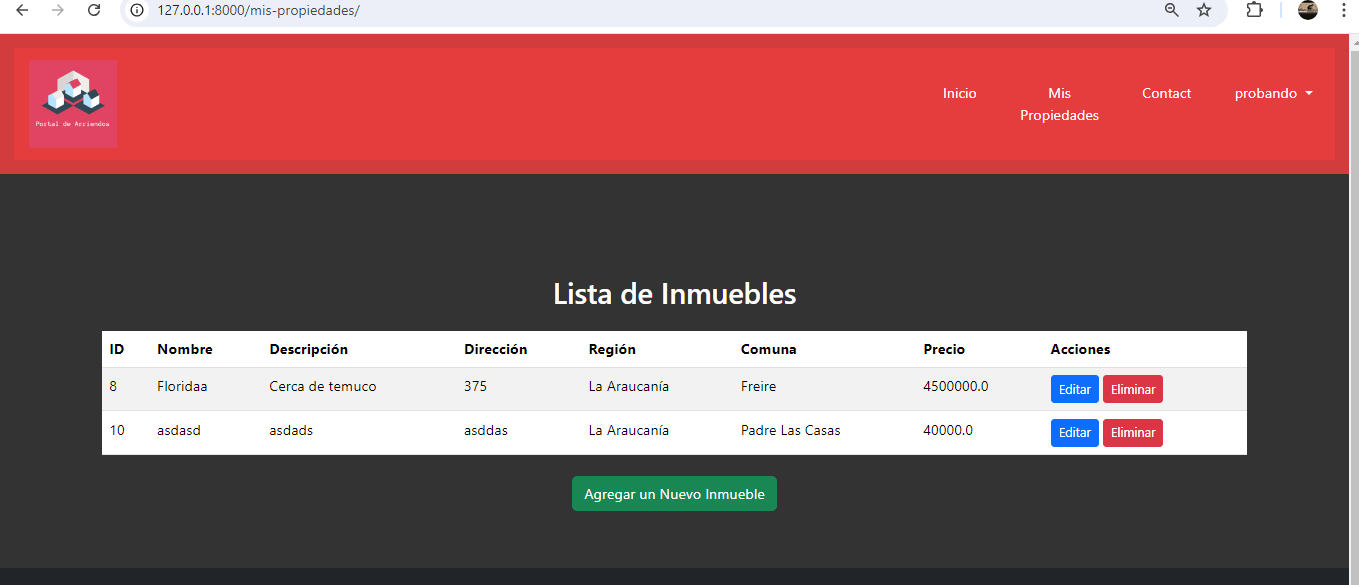 127.0.0.1:8000/mis-propiedades/
Portal de Arriendos
Inicio
Mis
Propiedades
Contact
probando
Lista de Inmuebles
ID Nombre Descripción Dirección Región Comuna Precio Acciones
8 Floridaa Cerca de temuco 375 La Araucanía Freire 4500000.0 Editar Eliminar
10 asdasd asdads asddas La Araucanía Padre Las Casas 40000.0 Editar Eliminar
Agregar un Nuevo Inmueble